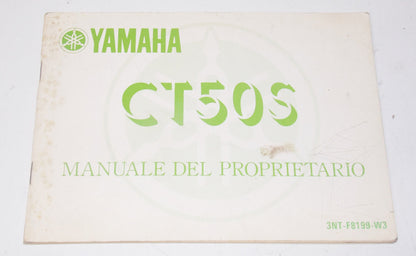 YAMAHA
CT50S
MANUALE DEL PROPRIETARIO
3NT-F8199-W3